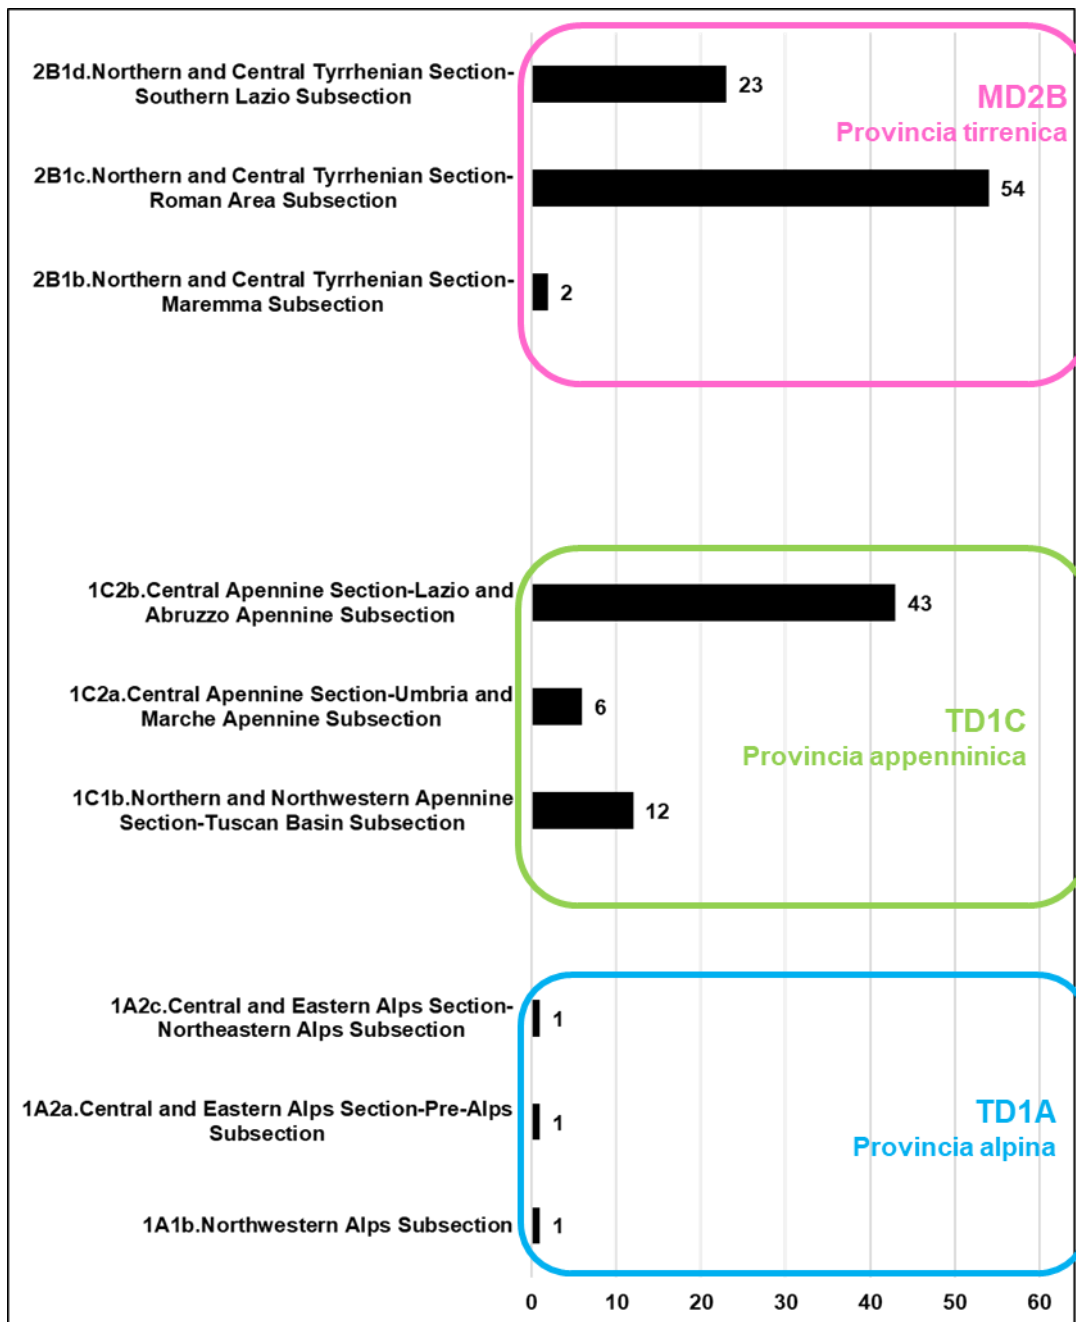 2B1d.Northern and Central Tyrrhenian Section-
Southern Lazio Subsection
23
MD2B
Provincia tirrenica
2B1c.Northern and Central Tyrrhenian Section-
Roman Area Subsection
54
2B1b.Northern and Central Tyrrhenian Section-
Maremma Subsection
2
1C2b.Central Apennine Section-Lazio and
Abruzzo Apennine Subsection
43
1C2a.Central Apennine Section-Umbria and
Marche Apennine Subsection
6
TD1C
Provincia appenninica
1C1b.Northern and Northwestern Apennine
Section-Tuscan Basin Subsection
12
1A2c.Central and Eastern Alps Section-
Northeastern Alps Subsection
1
1A2a.Central and Eastern Alps Section-Pre-Alps
Subsection
1
TD1A
Provincia alpina
1A1b.Northwestern Alps Subsection
1
0 10 20 30 40 50 60